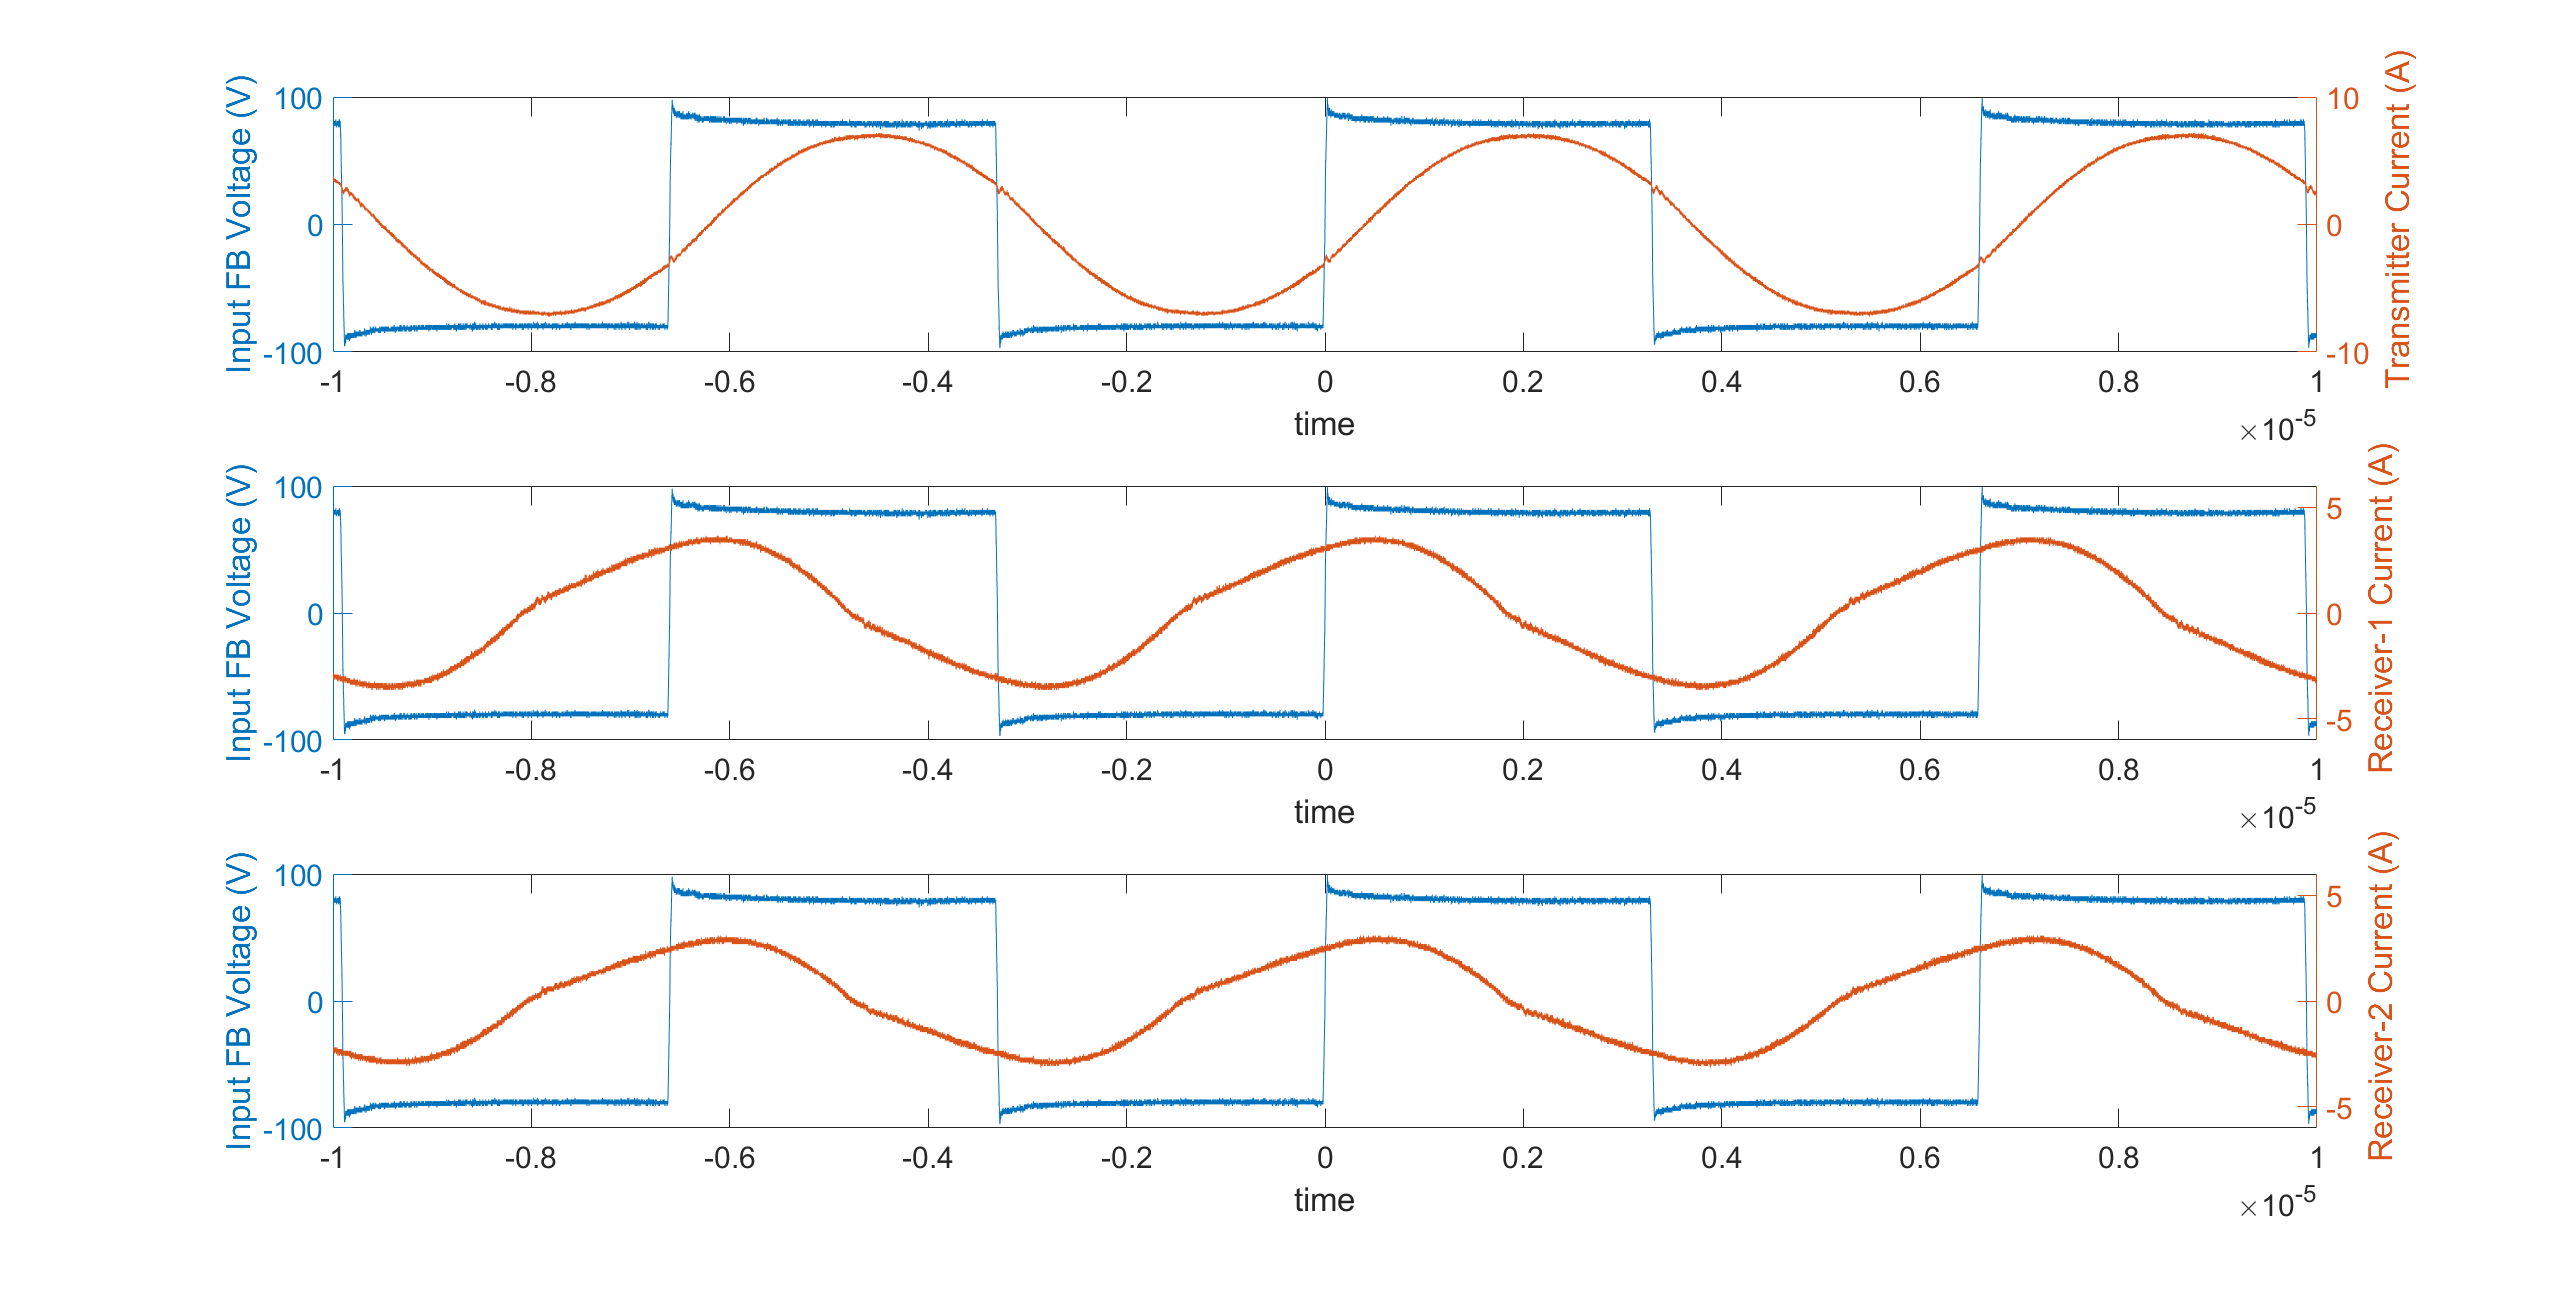 Input FB Voltage (V)
100
0
-100
Transmitter Current (A)
10
0
-10
-1 -0.8 -0.6 -0.4 -0.2 0 0.2 0.4 0.6 0.8 1
time
×10-5
Input FB Voltage (V)
100
0
-100
Receiver-1 Current (A)
5
0
-5
-1 -0.8 -0.6 -0.4 -0.2 0 0.2 0.4 0.6 0.8 1
time
×10-5
Input FB Voltage (V)
100
0
-100
Receiver-2 Current (A)
5
0
-5
-1 -0.8 -0.6 -0.4 -0.2 0 0.2 0.4 0.6 0.8 1
time
×10-5